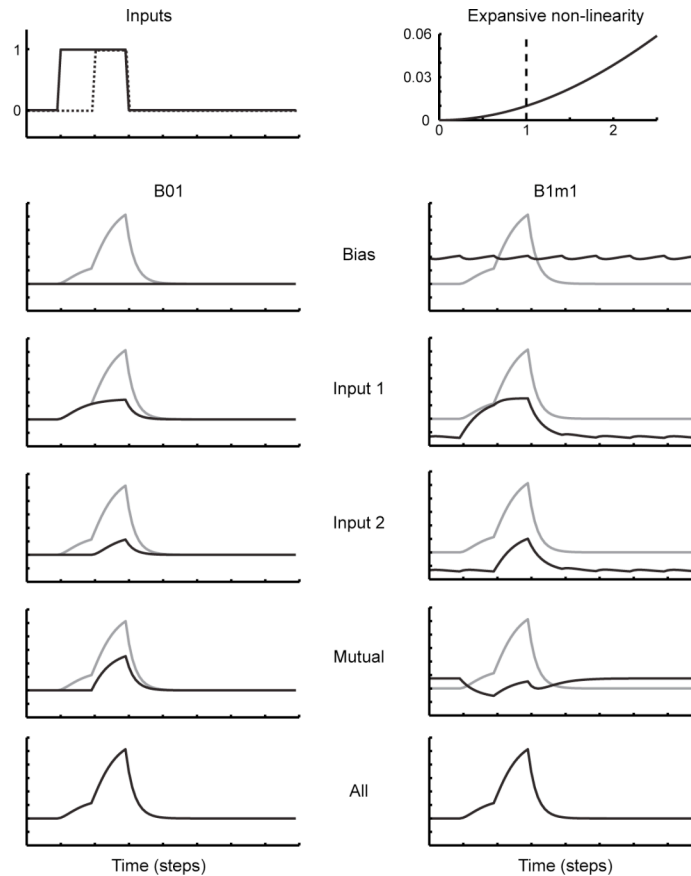 Inputs
Expansive non-linearity
1
0
0.06
0.03
0
0
1
2
B01
B1m1
Bias
Input 1
Input 2
Mutual
All
Time (steps)
Time (steps)